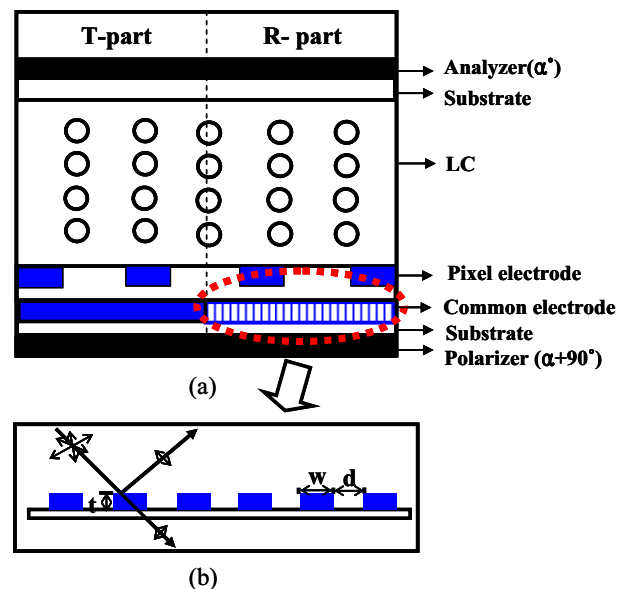 T-part
R- part
Analyzer(α°)
Substrate
LC
Pixel electrode
Common electrode
Substrate
Polarizer (α+90°)
(a)
w
d
t
(b)